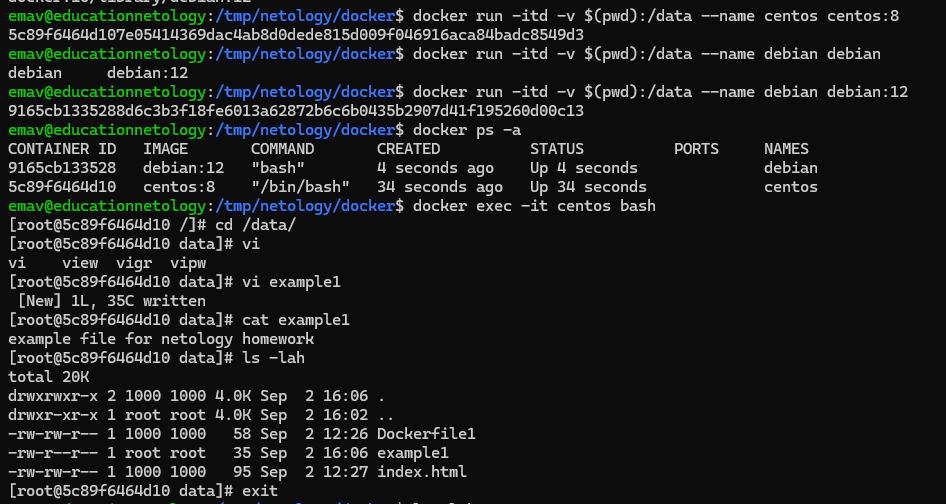 docker.io/library/debian:12
emav@educationnetology:/tmp/netology/docker$ docker run -itd -v $(pwd):/data --name centos centos:8
5c89f6464d107e05414369dac4ab8d0dede815d009f046916aca84badc8549d3
emav@educationnetology:/tmp/netology/docker$ docker run -itd -v $(pwd):/data --name debian debian
debian     debian:12
emav@educationnetology:/tmp/netology/docker$ docker run -itd -v $(pwd):/data --name debian debian:12
9165cb1335288d6c3b3f18fe6013a62872b6c6b0435b2907d41f195260d00c13
emav@educationnetology:/tmp/netology/docker$ docker ps -a
CONTAINER ID   IMAGE       COMMAND       CREATED          STATUS          PORTS     NAMES
9165cb133528   debian:12   "bash"        4 seconds ago    Up 4 seconds              debian
5c89f6464d10   centos:8    "/bin/bash"   34 seconds ago   Up 34 seconds             centos
emav@educationnetology:/tmp/netology/docker$ docker exec -it centos bash
[root@5c89f6464d10 /]# cd /data/
[root@5c89f6464d10 data]# vi
vi    view  vigr  vipw
[root@5c89f6464d10 data]# vi example1
 [New] 1L, 35C written
[root@5c89f6464d10 data]# cat example1
example file for netology homework
[root@5c89f6464d10 data]# ls -lah
total 20K
drwxrwxr-x 2 1000 1000 4.0K Sep  2 16:06 .
drwxr-xr-x 1 root root 4.0K Sep  2 16:02 ..
-rw-rw-r-- 1 1000 1000   58 Sep  2 12:26 Dockerfile1
-rw-r--r-- 1 root root   35 Sep  2 16:06 example1
-rw-rw-r-- 1 1000 1000   95 Sep  2 12:27 index.html
[root@5c89f6464d10 data]# exit